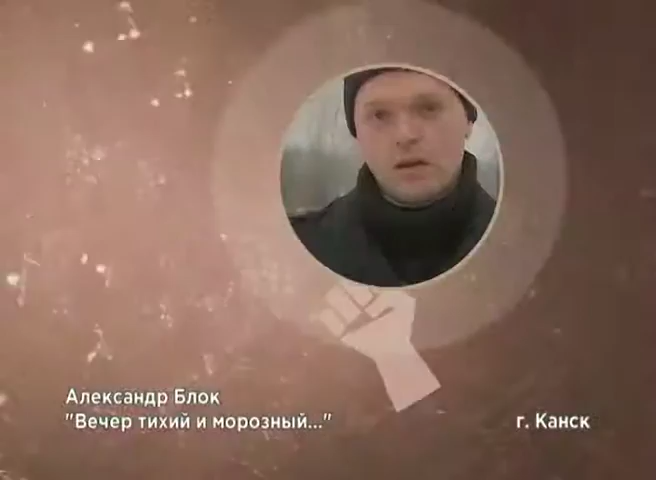 Александр Блок
"Вечер тихий и морозный..."
г. Канск